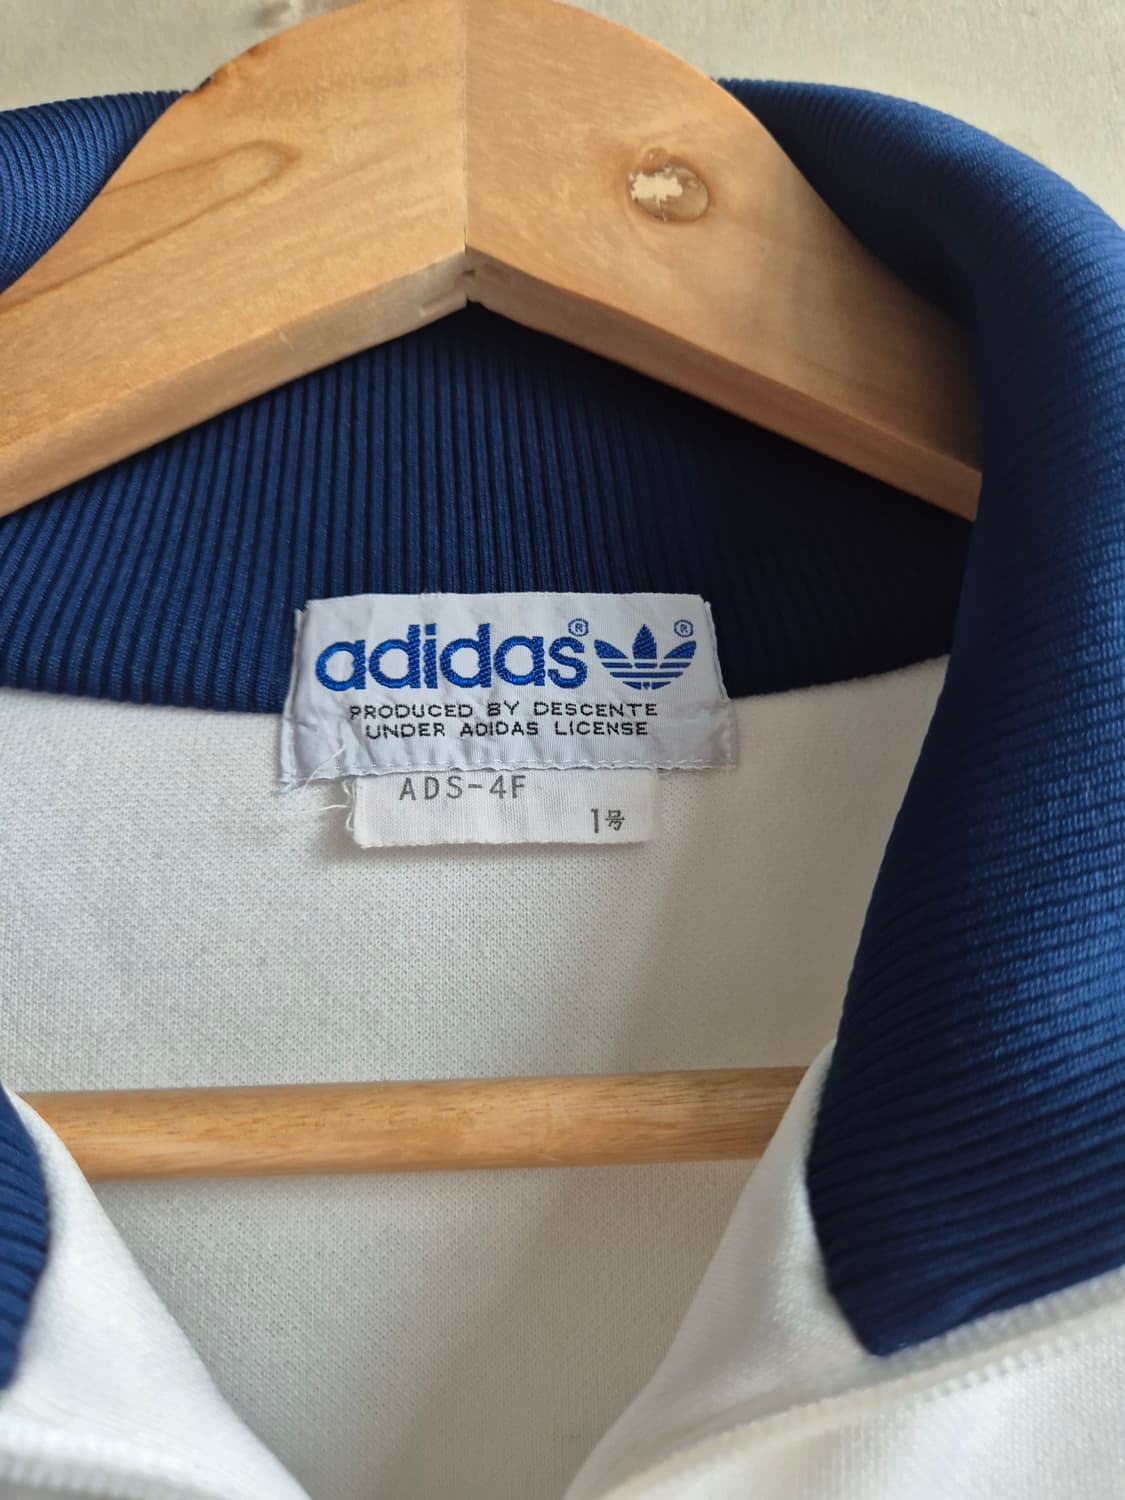 adidas® ®
PRODUCED BY DESCENTE
UNDER ADIDAS LICENSE
ADS-4F
1号